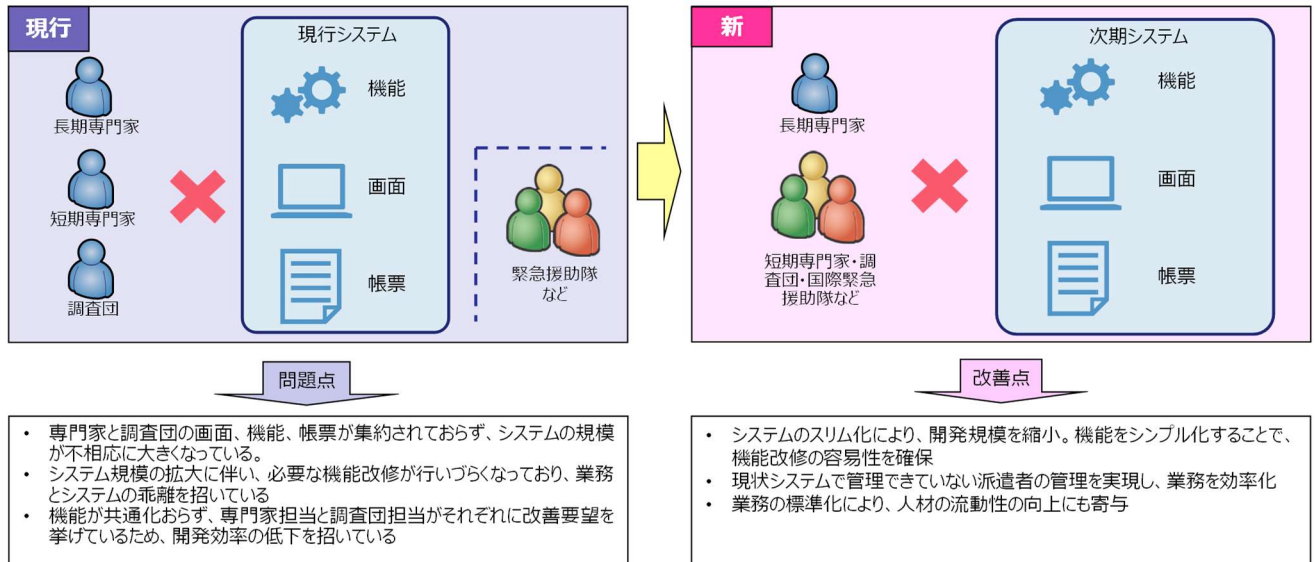 現行
現行システム
長期専門家
短期専門家
調査団
機能
画面
帳票
緊急援助隊
など
新
次期システム
長期専門家
短期専門家・調
査団・国際緊急
援助隊など
機能
画面
帳票
問題点
• 専門家と調査団の画面、機能、帳票が集約されておらず、システムの規模
が不相応に大きくなっている。
• システム規模の拡大に伴い、必要な機能改修が行いづらくなっており、業務
とシステムの乖離を招いている
• 機能が共通化おらず、専門家担当と調査団担当がそれぞれに改善要望を
挙げているため、開発効率の低下を招いている
改善点
• システムのスリム化により、開発規模を縮小。機能をシンプル化することで、
機能改修の容易性を確保
• 現状システムで管理できていない派遣者の管理を実現し、業務を効率化
• 業務の標準化により、人材の流動性の向上にも寄与